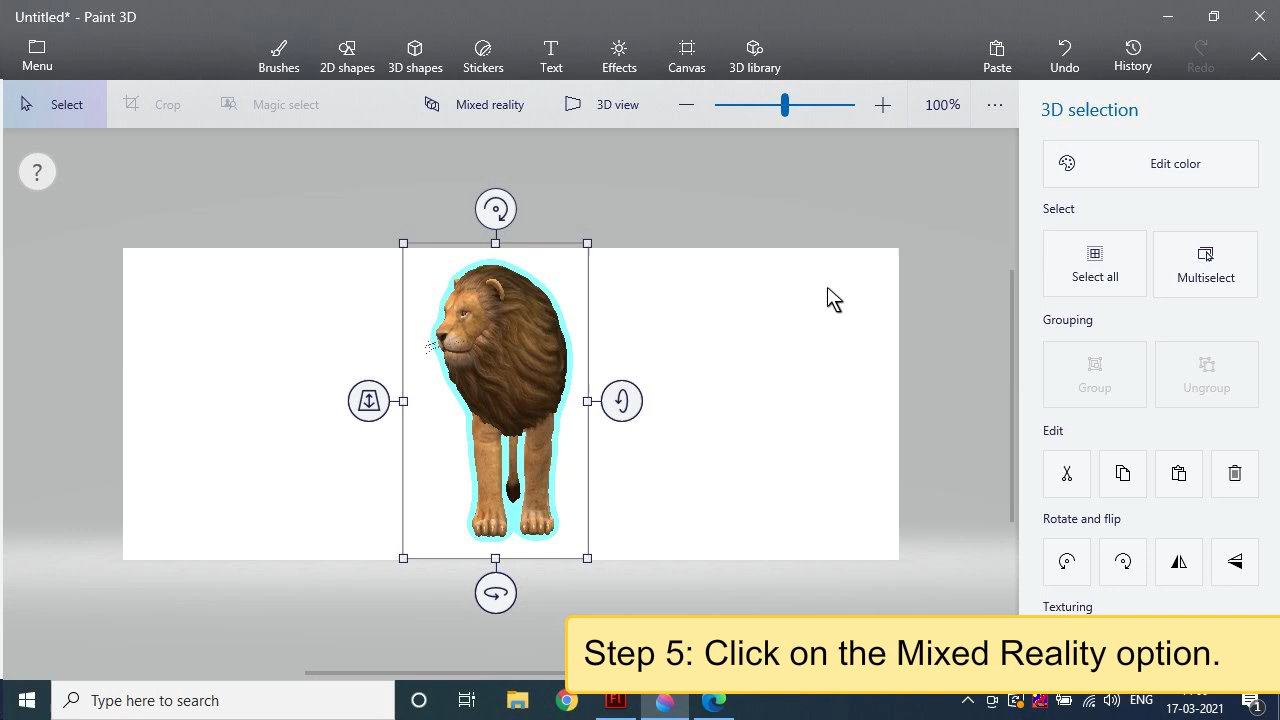 Untitled* - Paint 3D
Menu
Brushes
2D shapes
3D shapes
Stickers
Text
Effects
Canvas
3D library
Paste
Undo
History
Redo
Select
Crop
Magic select
Mixed reality
3D view
100%
?
3D selection
Edit color
Select
Select all
Multiselect
Grouping
Group
Ungroup
Edit
Rotate and flip
Texturing
Step 5: Click on the Mixed Reality option.
Type here to search
ENG
17-03-2021
1